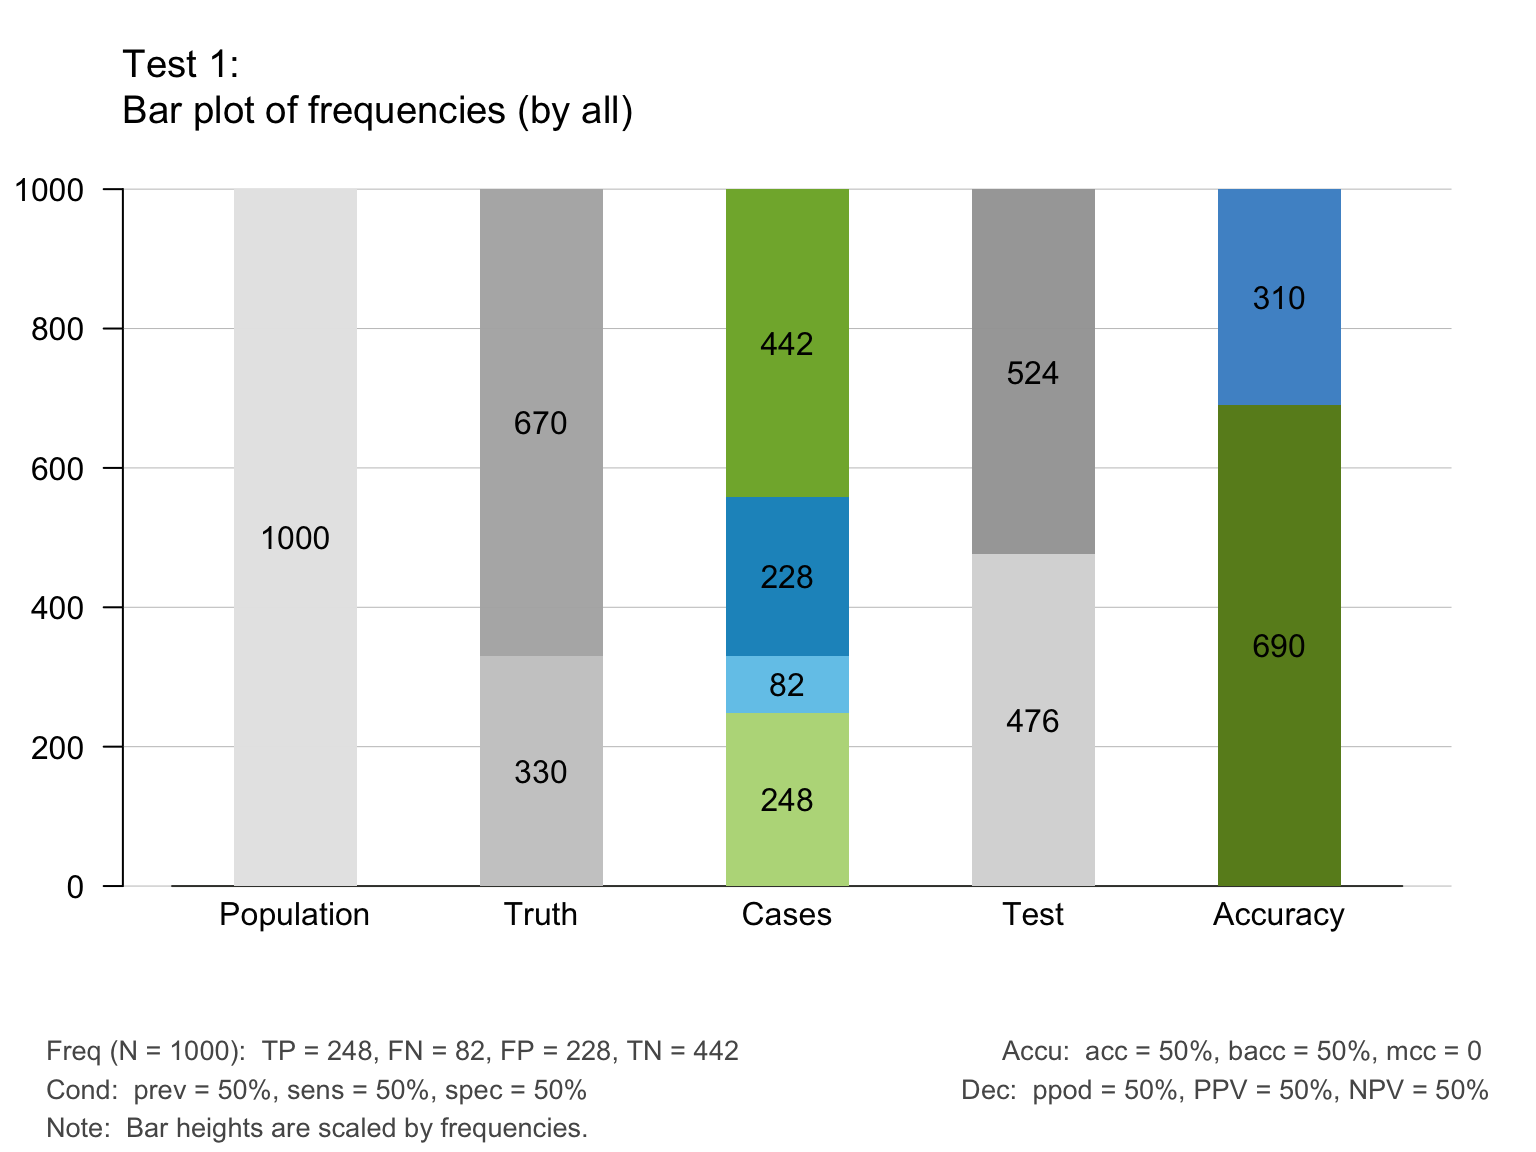 Test 1:
Bar plot of frequencies (by all)
1000
800
600
400
200
0
1000
670
330
442
228
82
248
524
476
310
690
Population
Truth
Cases
Test
Accuracy
Freq (N = 1000):  TP = 248, FN = 82, FP = 228, TN = 442
Accu:  acc = 50%, bacc = 50%, mcc = 0
Cond:  prev = 50%, sens = 50%, spec = 50%
Dec:  ppod = 50%, PPV = 50%, NPV = 50%
Note:  Bar heights are scaled by frequencies.